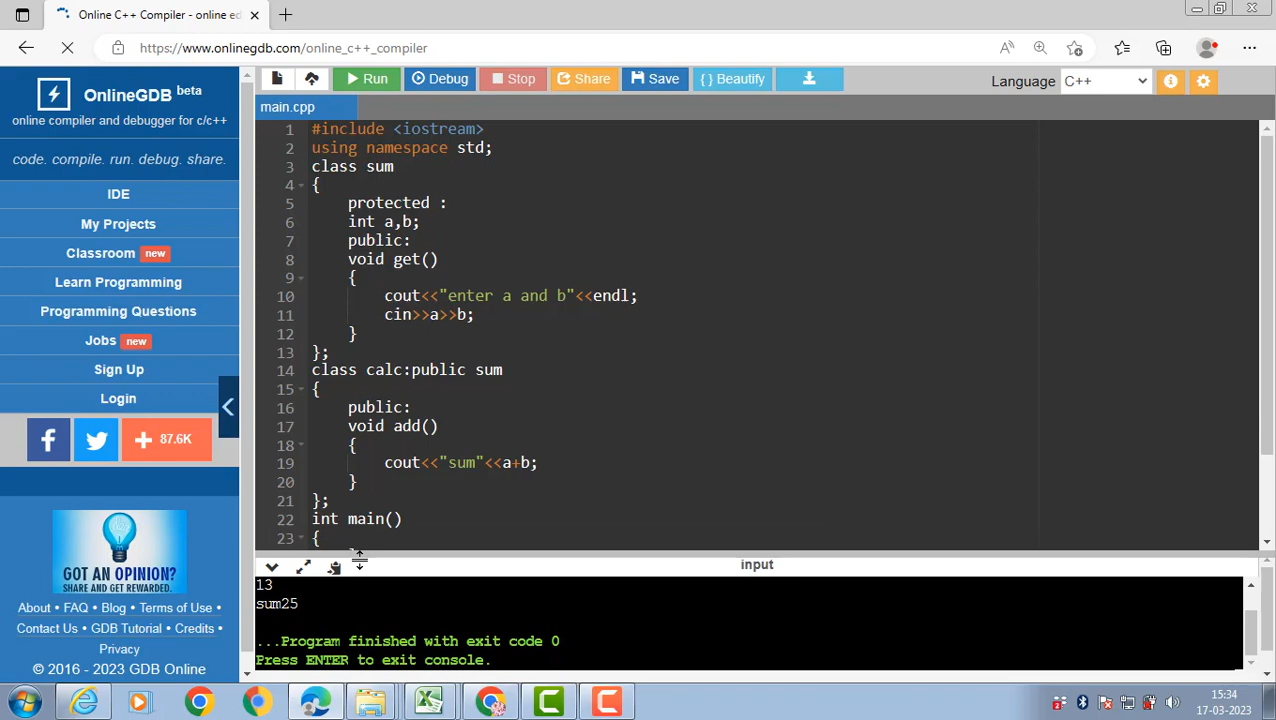 Online C++ Compiler - online ed
https://www.onlinegdb.com/online_c++_compiler
OnlineGDB beta
online compiler and debugger for c/c++
code. compile. run. debug. share.
IDE
My Projects
Classroom new
Learn Programming
Programming Questions
Jobs new
Sign Up
Login
87.6K
GOT AN OPINION?
SHARE AND GET REWARDED.
About • FAQ • Blog • Terms of Use •
Contact Us • GDB Tutorial • Credits •
Privacy
© 2016 - 2023 GDB Online
Run Debug Stop Share Save { } Beautify
Language C++
main.cpp
1 #include <iostream>
2 using namespace std;
3 class sum
4 {
5 protected :
6 int a,b;
7 public:
8 void get()
9 {
10 cout<<"enter a and b"<<endl;
11 cin>>a>>b;
12 }
13 };
14 class calc:public sum
15 {
16 public:
17 void add()
18 {
19 cout<<"sum"<<a+b;
20 }
21 };
22 int main()
23 {
input
13
sum25
...Program finished with exit code 0
Press ENTER to exit console.
15:34
17-03-2023